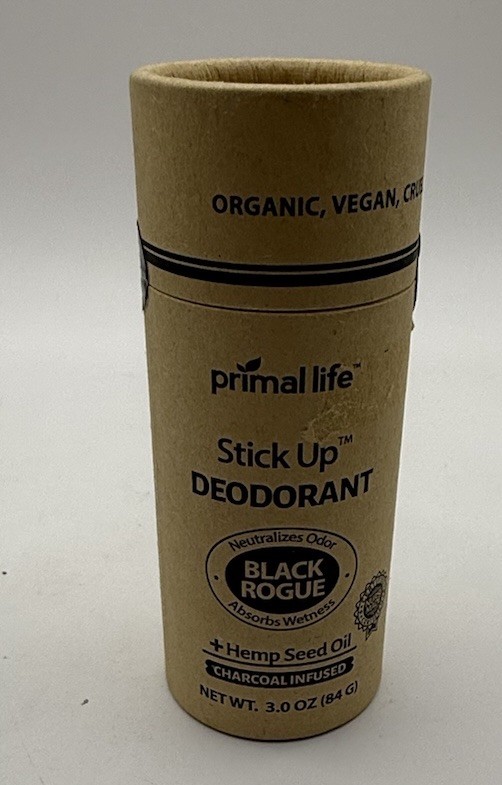 ORGANIC, VEGAN,
primal life™
Stick Up™
DEODORANT
Neutralizes Odor
BLACK
ROGUE
Absorbs Wetness
+Hemp Seed Oil
CHARCOAL INFUSED
NET WT. 3.0 OZ (84 G)